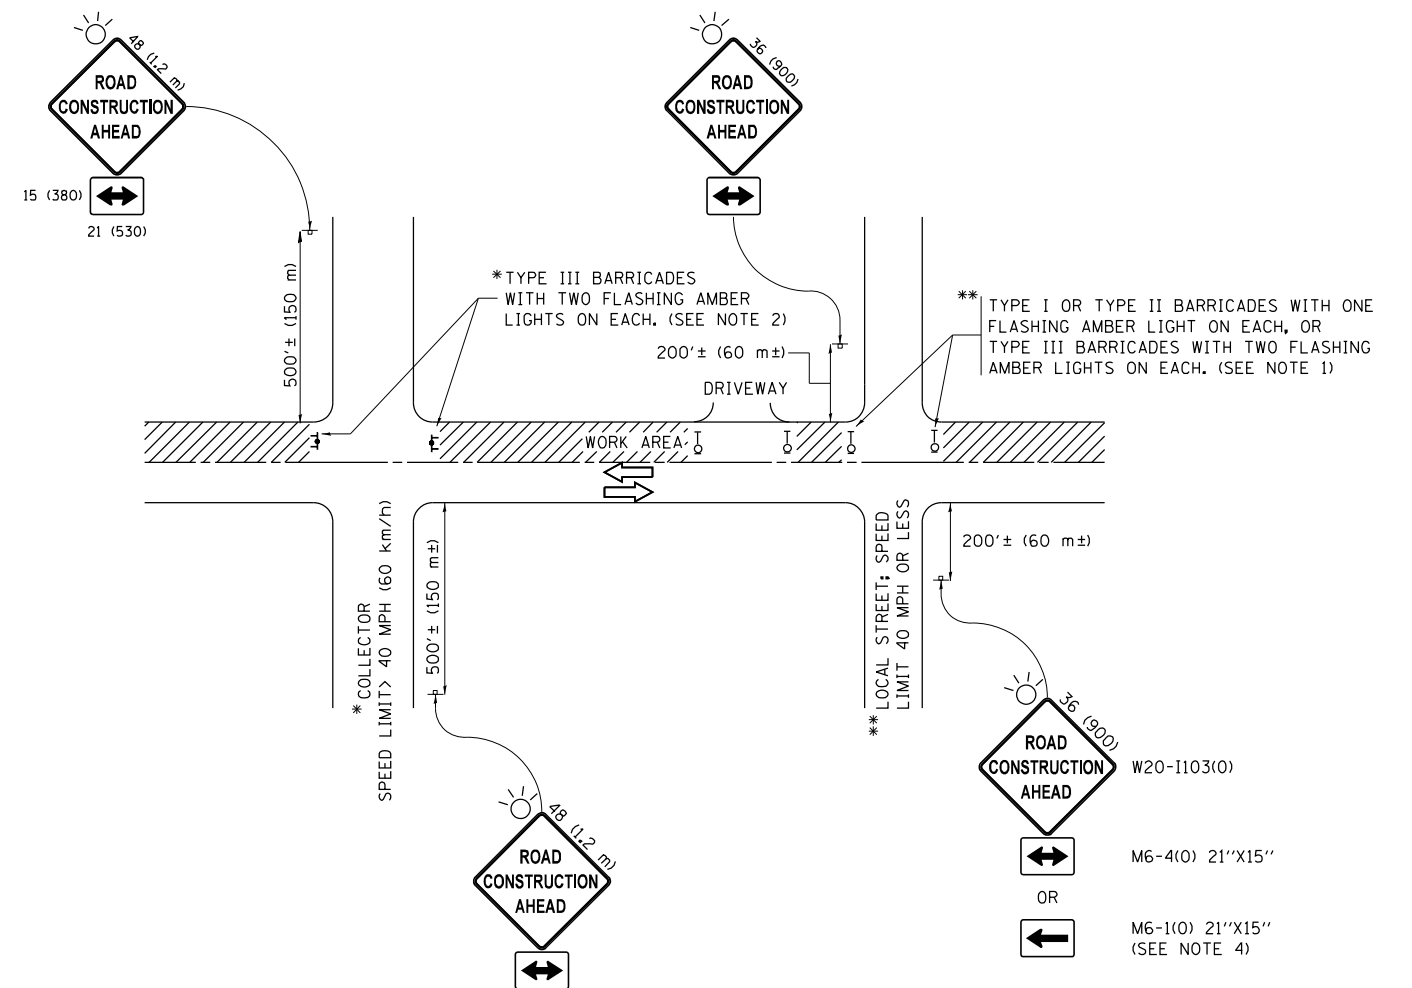 48 (1.2 m)
ROAD
CONSTRUCTION
AHEAD
15 (380)
21 (530)
36 (900)
ROAD
CONSTRUCTION
AHEAD
500'± (150 m)
*TYPE III BARRICADES
WITH TWO FLASHING AMBER
LIGHTS ON EACH. (SEE NOTE 2)
200'± (60 m±)
DRIVEWAY
** TYPE I OR TYPE II BARRICADES WITH ONE
FLASHING AMBER LIGHT ON EACH, OR
TYPE III BARRICADES WITH TWO FLASHING
AMBER LIGHTS ON EACH. (SEE NOTE 1)
WORK AREA
*COLLECTOR
SPEED LIMIT> 40 MPH (60 km/h)
500'± (150 m±)
**LOCAL STREET; SPEED
LIMIT 40 MPH OR LESS
200'± (60 m±)
48 (1.2 m)
ROAD
CONSTRUCTION
AHEAD
36 (900)
ROAD
CONSTRUCTION
AHEAD
W20-I103(0)
M6-4(0) 21''X15''
OR
M6-1(0) 21''X15''
(SEE NOTE 4)